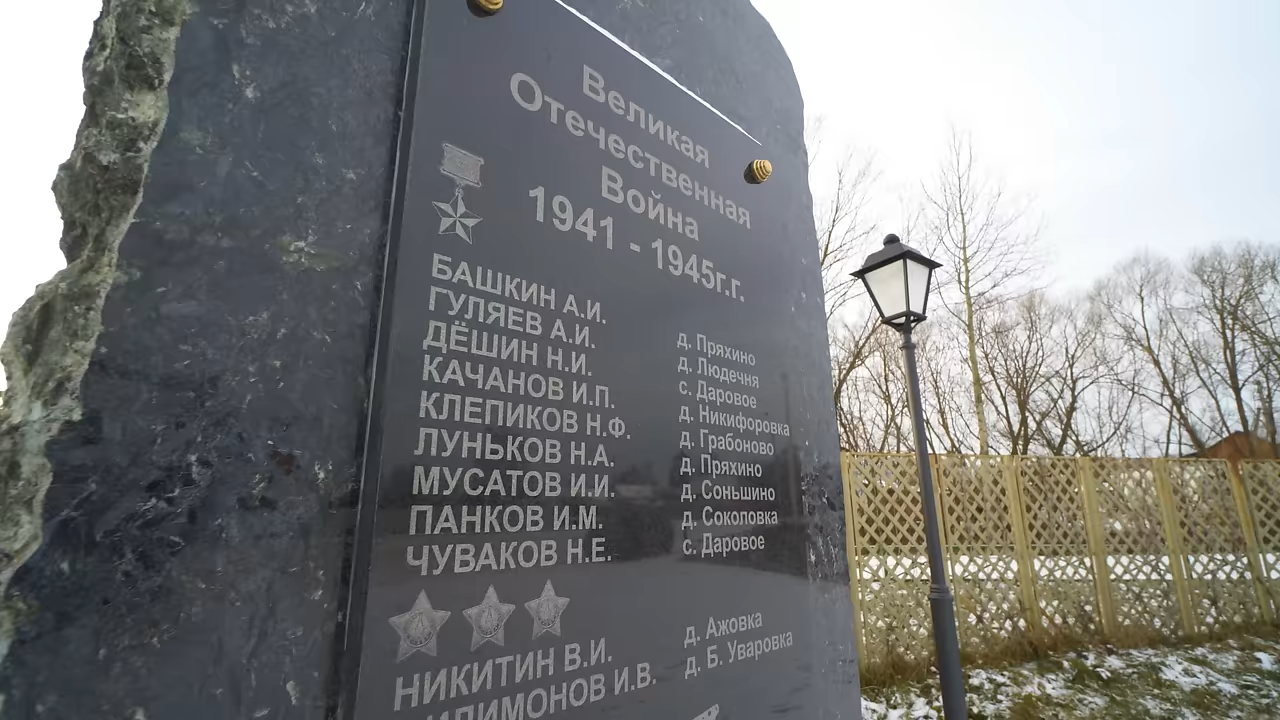 Великая
Отечественная
Война
1941 - 1945г.г.
БАШКИН А.И. д. Пряхино
ГУЛЯЕВ А.И. д. Людечня
ДЁШИН Н.И. с. Даровое
КАЧАНОВ И.П. д. Никифоровка
КЛЕПИКОВ Н.Ф. д. Грабоново
ЛУНЬКОВ Н.А. д. Пряхино
МУСАТОВ И.И. д. Соньшино
ПАНКОВ И.М. д. Соколовка
ЧУВАКОВ Н.Е. с. Даровое
НИКИТИН В.И. д. Ажовка
И.В. д. Б. Уваровка